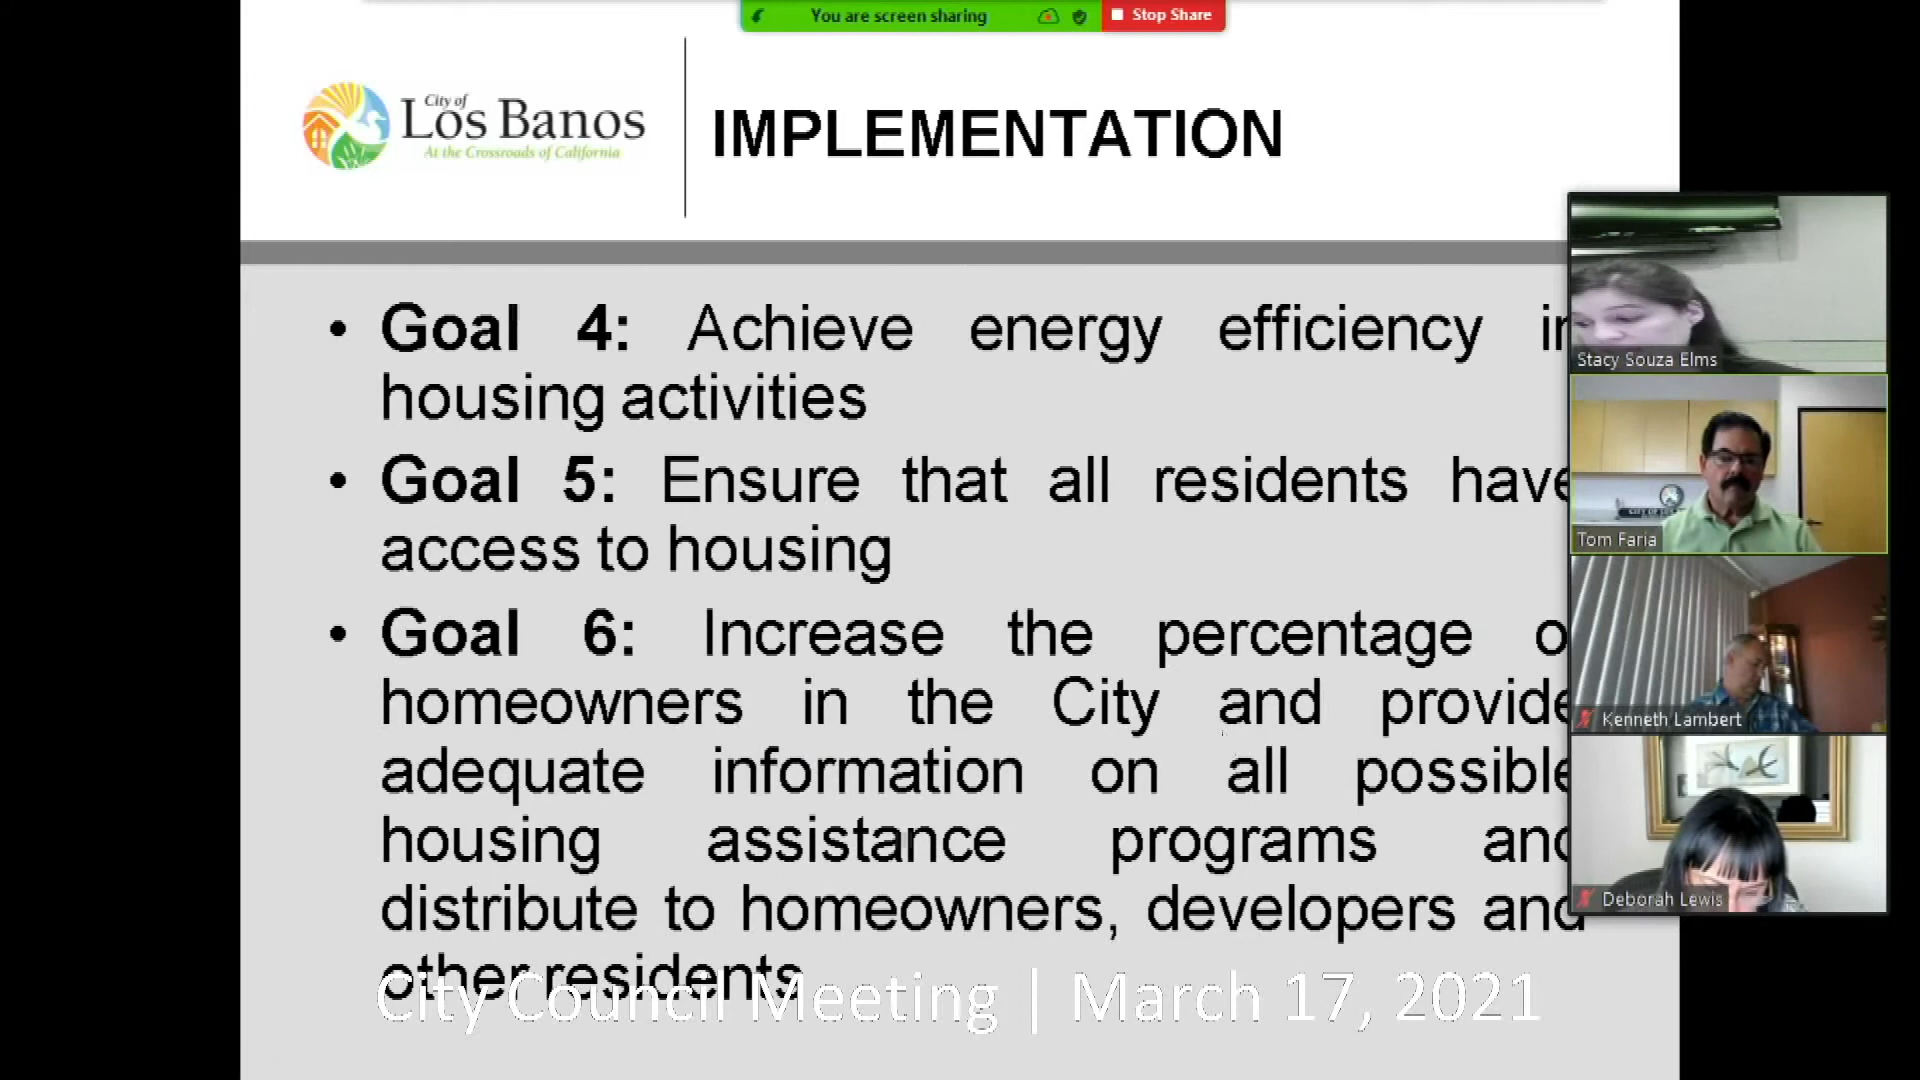 You are screen sharing
Stop Share
City of
Los Banos
At the Crossroads of California
IMPLEMENTATION
• Goal 4: Achieve energy efficiency in
housing activities
• Goal 5: Ensure that all residents have
access to housing
• Goal 6: Increase the percentage of
homeowners in the City and provide
adequate information on all possible
housing assistance programs and
distribute to homeowners, developers and
other residents
City Council Meeting | March 17, 2021
Stacy Souza Elms
Tom Faria
Kenneth Lambert
Deborah Lewis